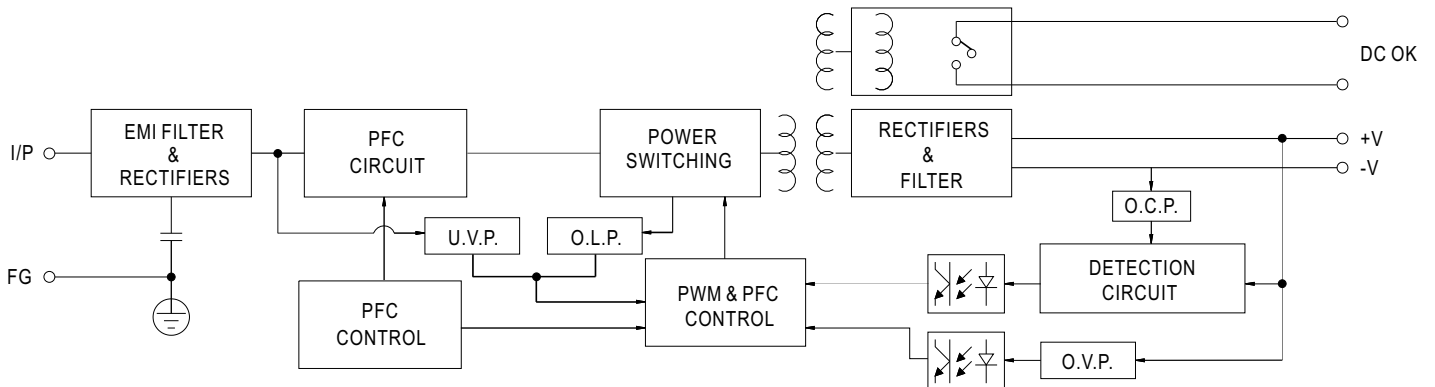 DC OK
I/P
EMI FILTER
&
RECTIFIERS
PFC
CIRCUIT
POWER
SWITCHING
RECTIFIERS
&
FILTER
+V
-V
O.C.P.
U.V.P.
O.L.P.
FG
PFC
CONTROL
PWM & PFC
CONTROL
DETECTION
CIRCUIT
O.V.P.